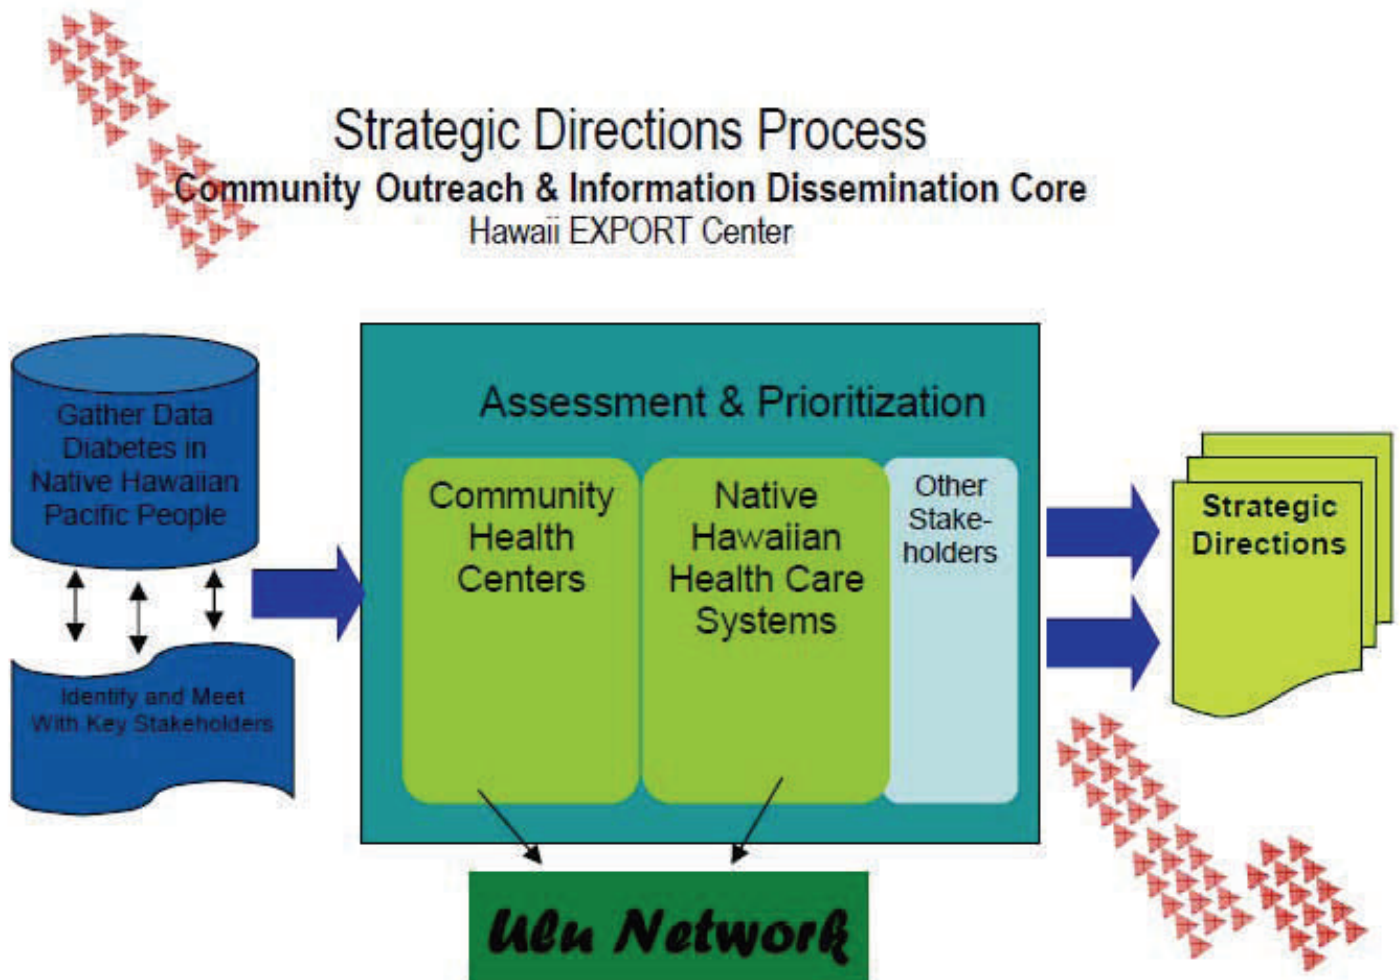 Strategic Directions Process
Community Outreach & Information Dissemination Core
Hawaii EXPORT Center
Gather Data
Diabetes in
Native Hawaiian
Pacific People
Identify and Meet
With Key Stakeholders
Assessment & Prioritization
Community
Health
Centers
Native
Hawaiian
Health Care
Systems
Other
Stake-
holders
Strategic
Directions
Ulu Network